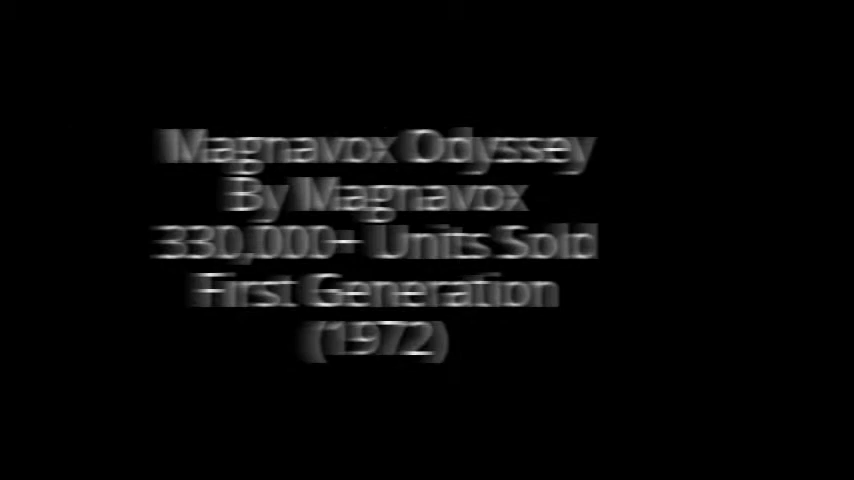 Magnavox Odyssey
By Magnavox
330,000+ Units Sold
First Generation
(1972)